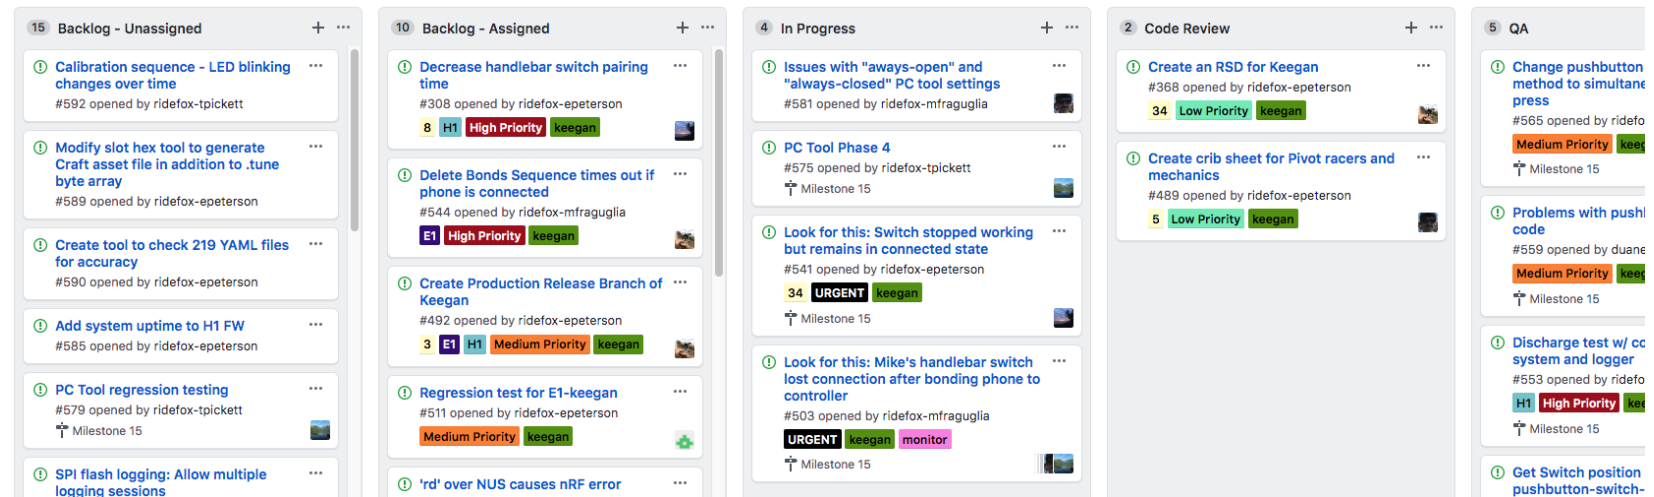 15 Backlog - Unassigned
Calibration sequence - LED blinking
changes over time
#592 opened by ridefox-tpickett
Modify slot hex tool to generate
Craft asset file in addition to .tune
byte array
#589 opened by ridefox-epeterson
Create tool to check 219 YAML files
for accuracy
#590 opened by ridefox-epeterson
Add system uptime to H1 FW
#585 opened by ridefox-epeterson
PC Tool regression testing
#579 opened by ridefox-tpickett
Milestone 15
SPI flash logging: Allow multiple
logging sessions
10 Backlog - Assigned
Decrease handlebar switch pairing
time
#308 opened by ridefox-epeterson
8 H1 High Priority keegan
Delete Bonds Sequence times out if
phone is connected
#544 opened by ridefox-mfraguglia
E1 High Priority keegan
Create Production Release Branch of
Keegan
#492 opened by ridefox-epeterson
3 E1 H1 Medium Priority keegan
Regression test for E1-keegan
#511 opened by ridefox-epeterson
Medium Priority keegan
'rd' over NUS causes nRF error
4 In Progress
Issues with "aways-open" and
"always-closed" PC tool settings
#581 opened by ridefox-mfraguglia
PC Tool Phase 4
#575 opened by ridefox-tpickett
Milestone 15
Look for this: Switch stopped working
but remains in connected state
#541 opened by ridefox-epeterson
34 URGENT keegan
Milestone 15
Look for this: Mike's handlebar switch
lost connection after bonding phone to
controller
#503 opened by ridefox-mfraguglia
URGENT keegan monitor
Milestone 15
2 Code Review
Create an RSD for Keegan
#368 opened by ridefox-epeterson
34 Low Priority keegan
Create crib sheet for Pivot racers and
mechanics
#489 opened by ridefox-epeterson
5 Low Priority keegan
5 QA
Change pushbutton
method to simultane
press
#565 opened by ridefo
Medium Priority keeg
Milestone 15
Problems with push
code
#559 opened by duane
Medium Priority keeg
Milestone 15
Discharge test w/ co
system and logger
#553 opened by ridefo
H1 High Priority kee
Milestone 15
Get Switch position
pushbutton-switch-